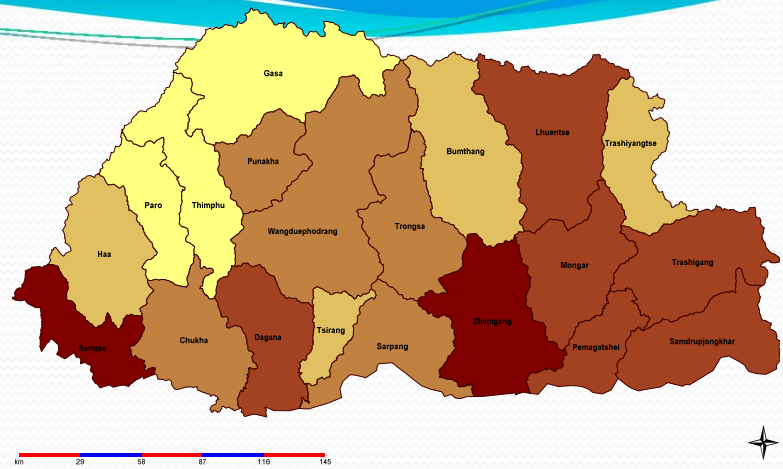 Gasa
Lhuentse
Trashiyangtse
Bumthang
Punakha
Paro
Thimphu
Trongsa
Wangduephodrang
Haa
Mongar
Trashigang
Zhemgang
Tsirang
Dagana
Chukha
Samtse
Sarpang
Pemagatshel
Samdrupjongkhar
km 29 58 87 116 145